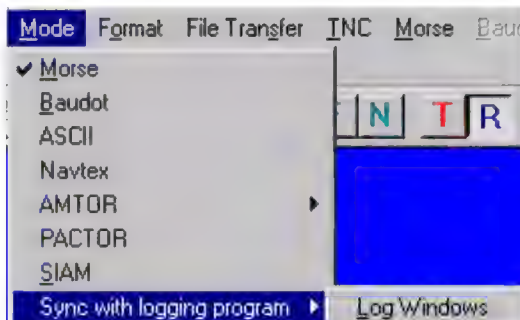 Mode Format File Transfer TNC Morse
Morse
Baudot
ASCII
N T R
Navtex
AMTOR
PACTOR
SIAM
Sync with logging program Log Windows